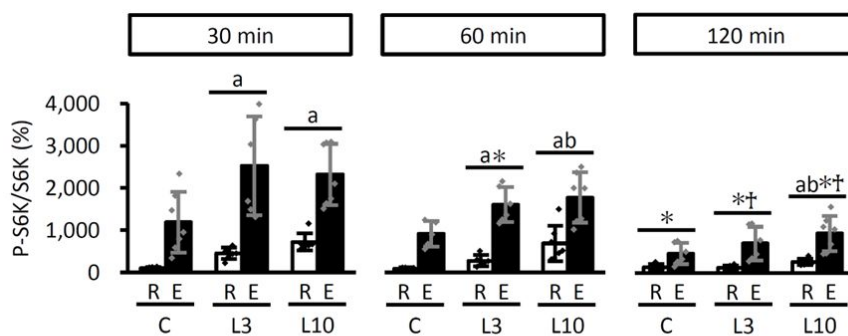 30 min 60 min 120 min
P-S6K/S6K (%)
4,000
3,000
2,000
1,000
0
a a a* ab * *† ab*†
R E R E R E R E R E R E R E R E R E
C L3 L10 C L3 L10 C L3 L10